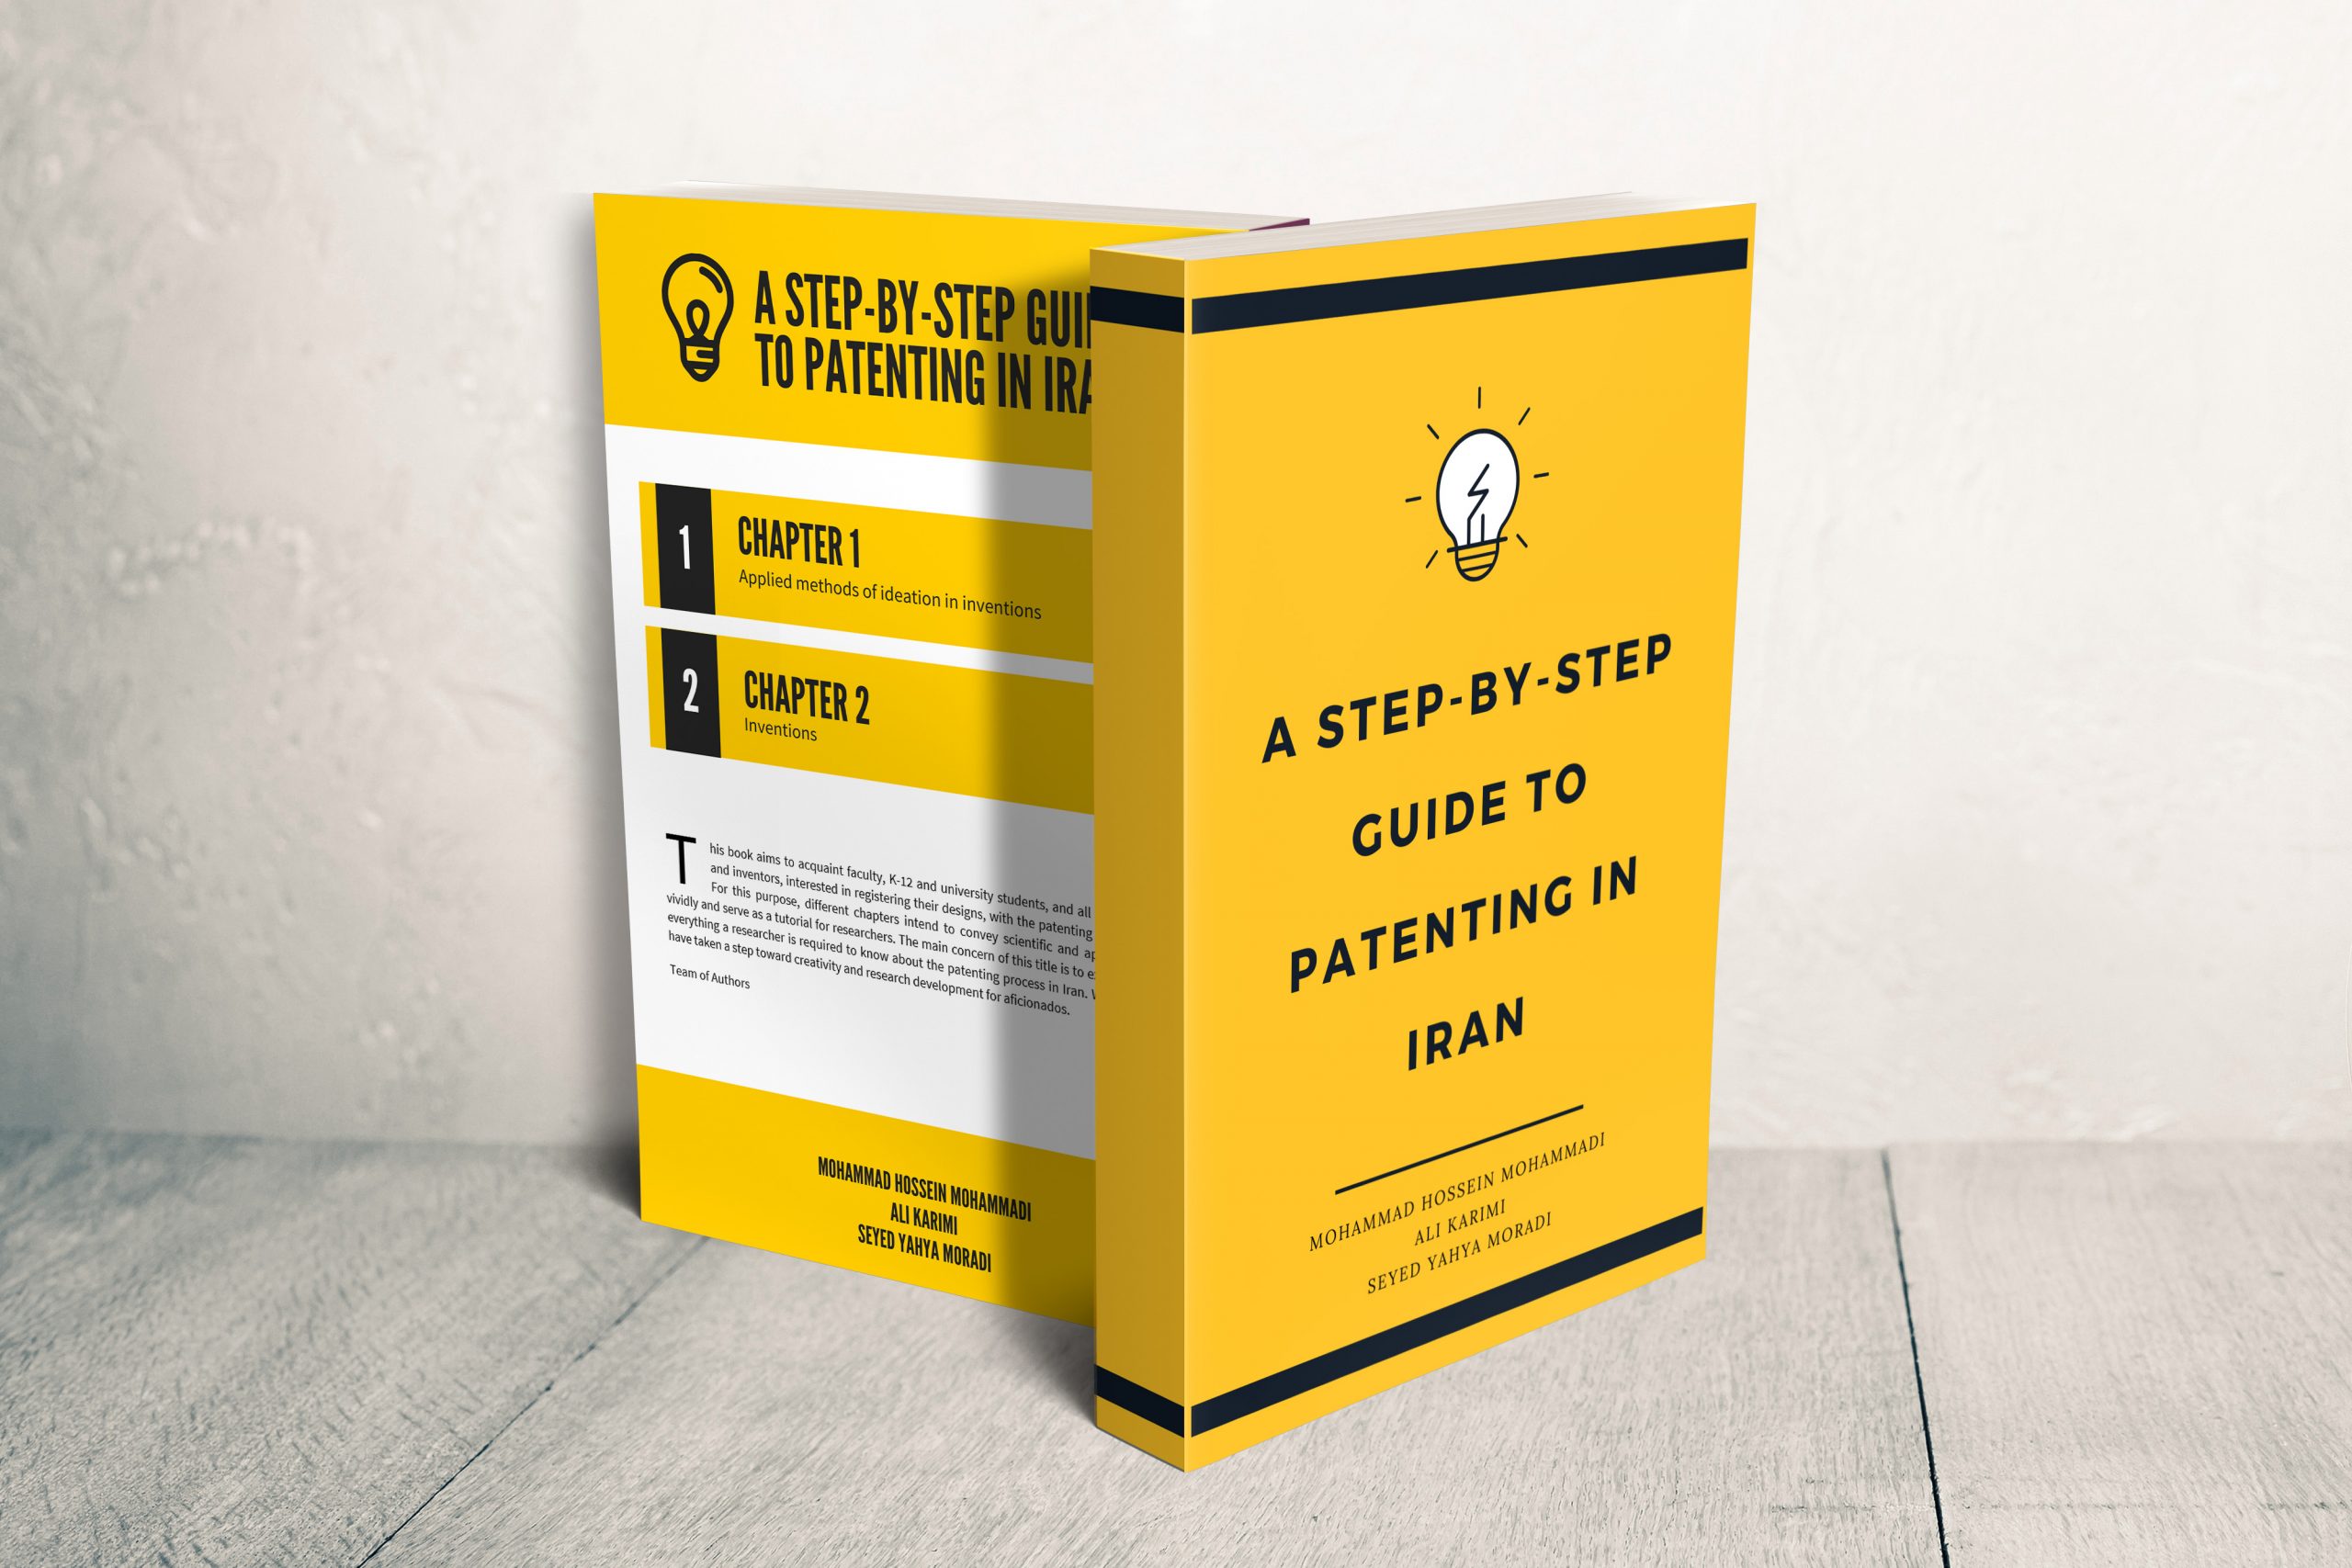 A STEP-BY-STEP
TO PATENTING IN
1
CHAPTER 1
Applied methods of ideation in inventions
2
CHAPTER 2
Inventions
This book aims to acquaint faculty, K-12 and university students, and all
and inventors, interested in registering their designs, with the patenting
For this purpose, different chapters intend to convey scientific and
vividly and serve as a tutorial for researchers. The main concern of this title is to
everything a researcher is required to know about the patenting process in Iran.
have taken a step toward creativity and research development for aficionados.
Team of Authors
MOHAMMAD HOSSEIN MOHAMMADI
ALI KARIMI
SEYED YAHYA MORADI
A STEP-BY-STEP
GUIDE TO
PATENTING IN
IRAN
MOHAMMAD HOSSEIN MOHAMMADI
ALI KARIMI
SEYED YAHYA MORADI